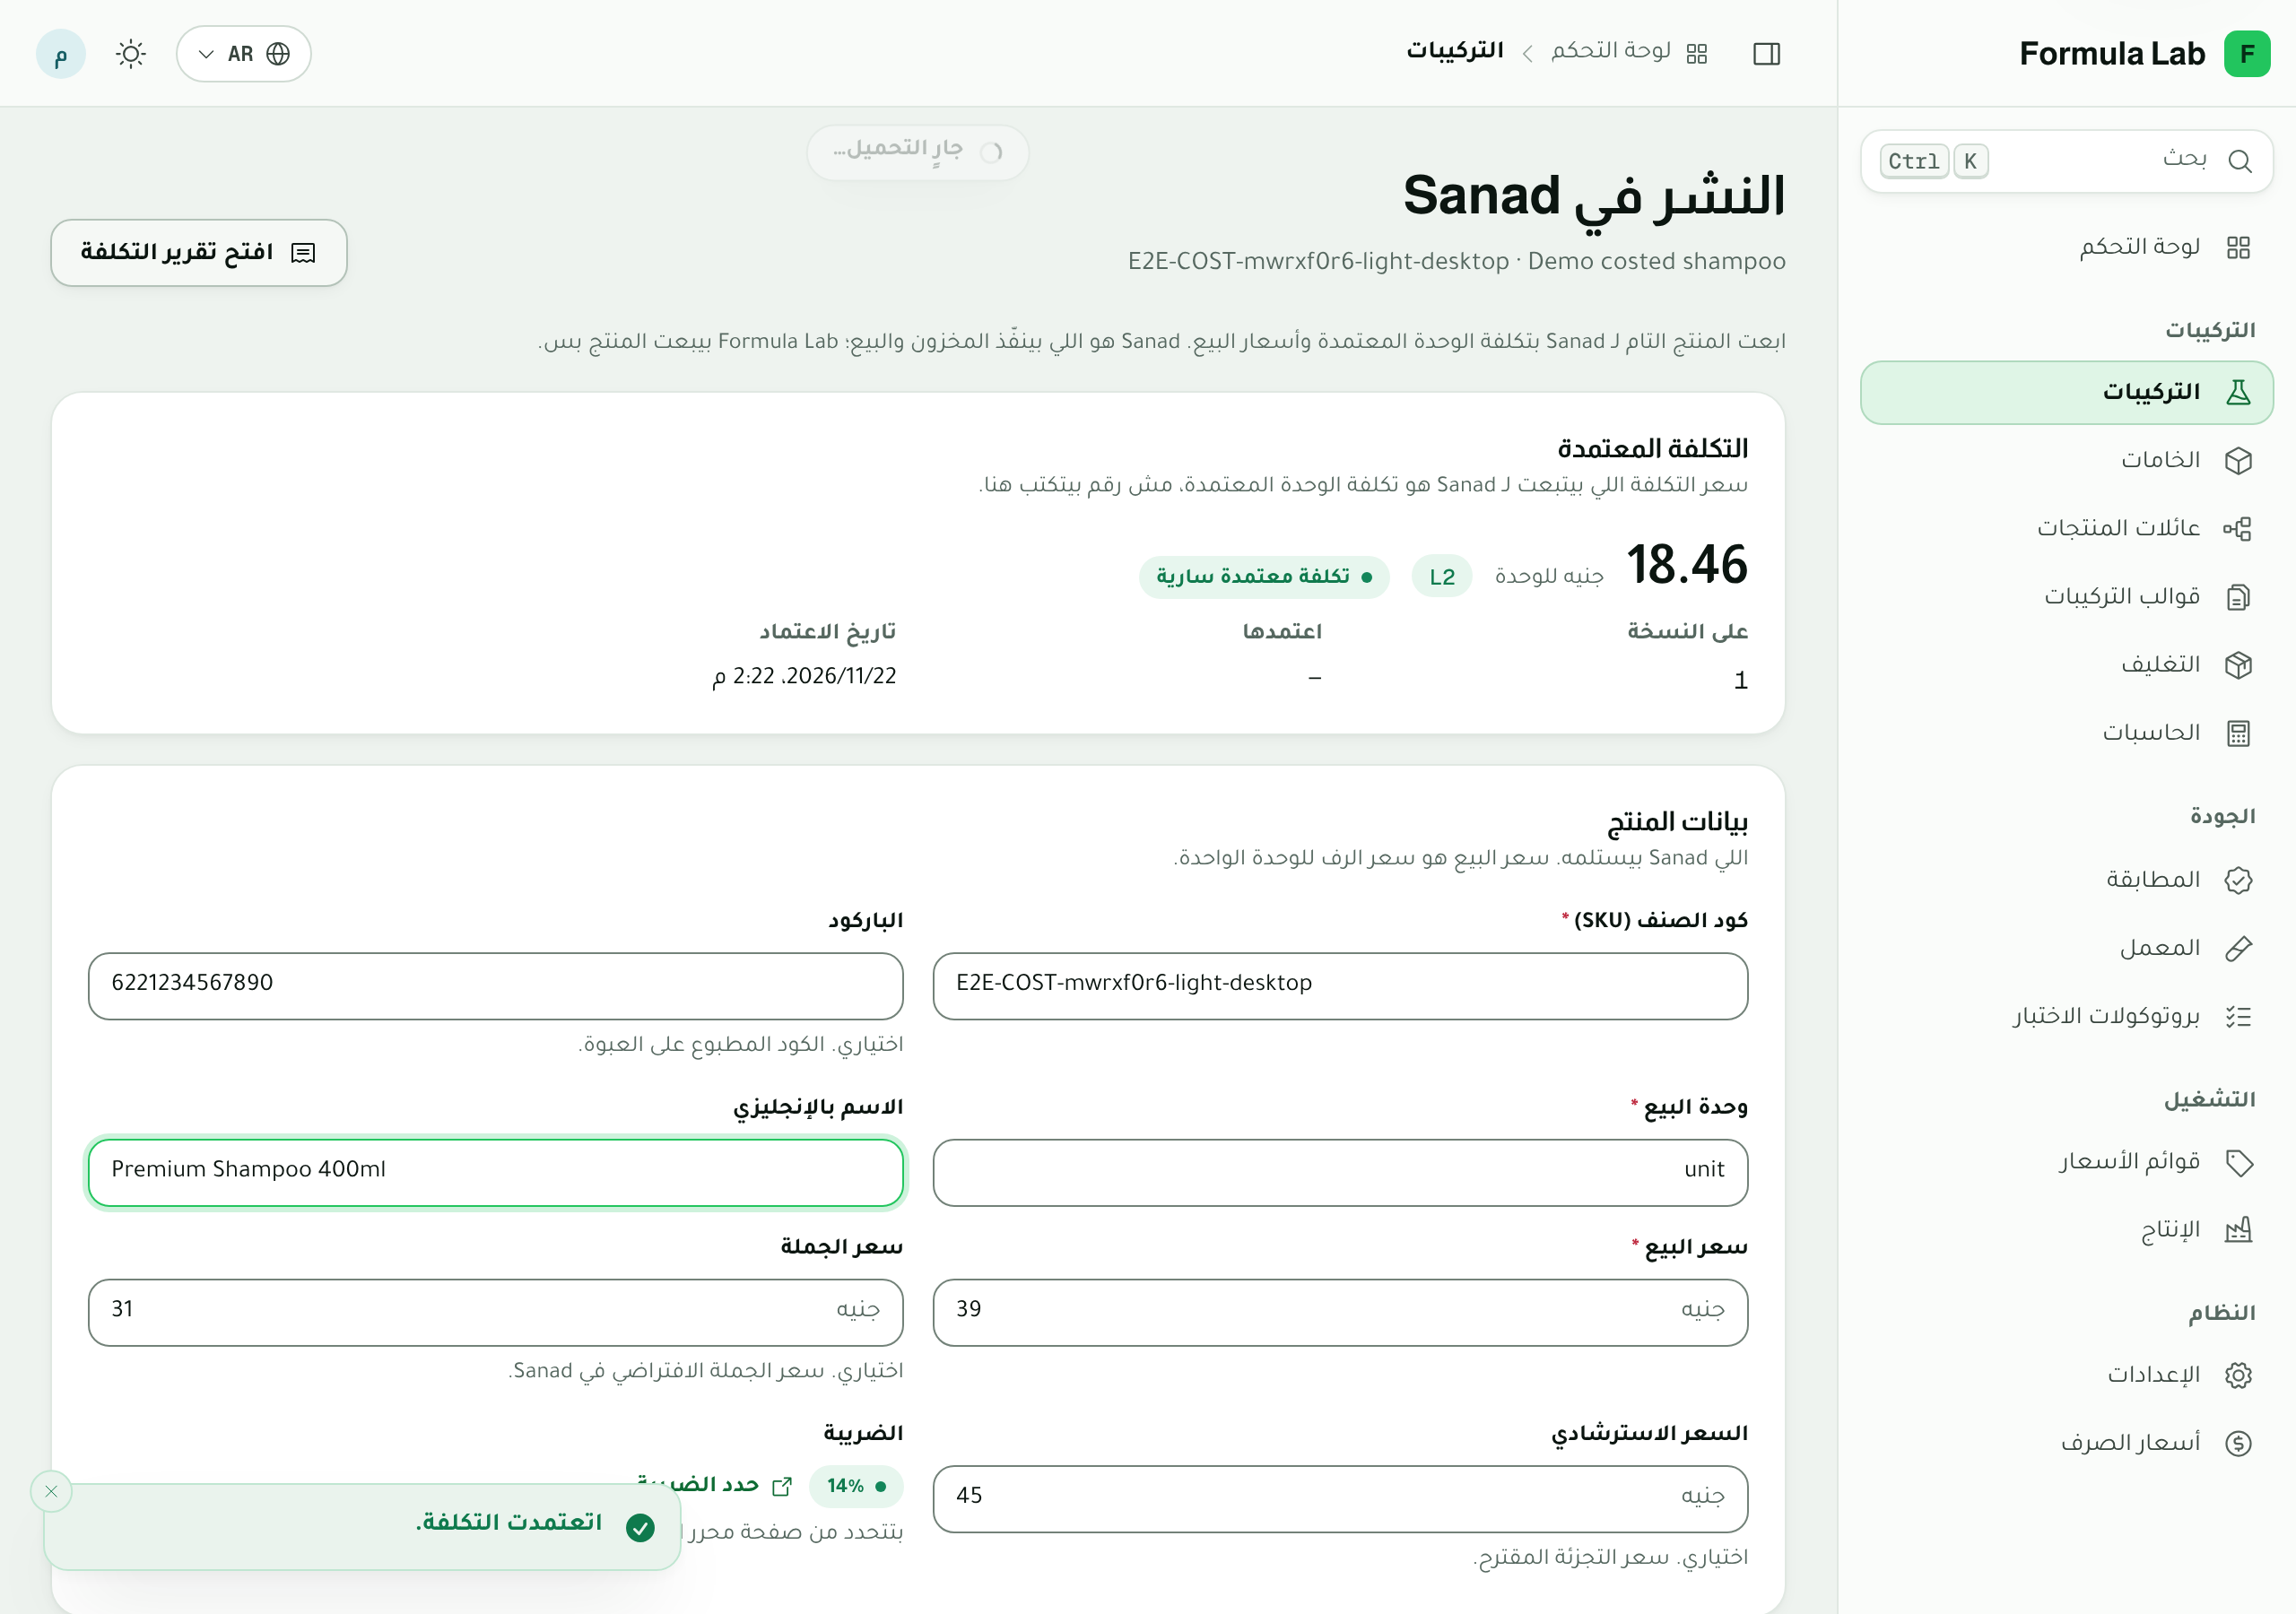 F Formula Lab
بحث
Ctrl K
لوحة التحكم
التركيبات
التركيبات
الخامات
عائلات المنتجات
قوالب التركيبات
التغليف
الحاسبات
الجودة
المطابقة
المعمل
بروتوكولات الاختبار
التشغيل
قوائم الأسعار
الإنتاج
النظام
الإعدادات
أسعار الصرف
لوحة التحكم
التركيبات
AR
م
جارٍ التحميل...
النشر في Sanad
E2E-COST-mwrxf0r6-light-desktop · Demo costed shampoo
افتح تقرير التكلفة
ابعت المنتج التام لـ Sanad بتكلفة الوحدة المعتمدة وأسعار البيع. Sanad هو اللي بينفّذ المخزون والبيع؛ Formula Lab بيبعت المنتج بس.
التكلفة المعتمدة
سعر التكلفة اللي بيتبعت لـ Sanad هو تكلفة الوحدة المعتمدة، مش رقم بيتكتب هنا.
18.46 جنيه للوحدة L2 تكلفة معتمدة سارية
على النسخة
1
اعتمدها
–
تاريخ الاعتماد
2026/11/22، 2:22 م
بيانات المنتج
اللي Sanad بيستلمه. سعر البيع هو سعر الرف للوحدة الواحدة.
كود الصنف (SKU) *
E2E-COST-mwrxf0r6-light-desktop
الباركود
6221234567890
اختياري. الكود المطبوع على العبوة.
وحدة البيع *
unit
الاسم بالإنجليزي
Premium Shampoo 400ml
سعر البيع *
39 جنيه
سعر الجملة
31 جنيه
اختياري. سعر الجملة الافتراضي في Sanad.
السعر الاسترشادي
45 جنيه
اختياري. سعر التجزئة المقترح.
الضريبة
14% حدد الضريبة
بتتحدد من صفحة محرر
اتعتمدت التكلفة.